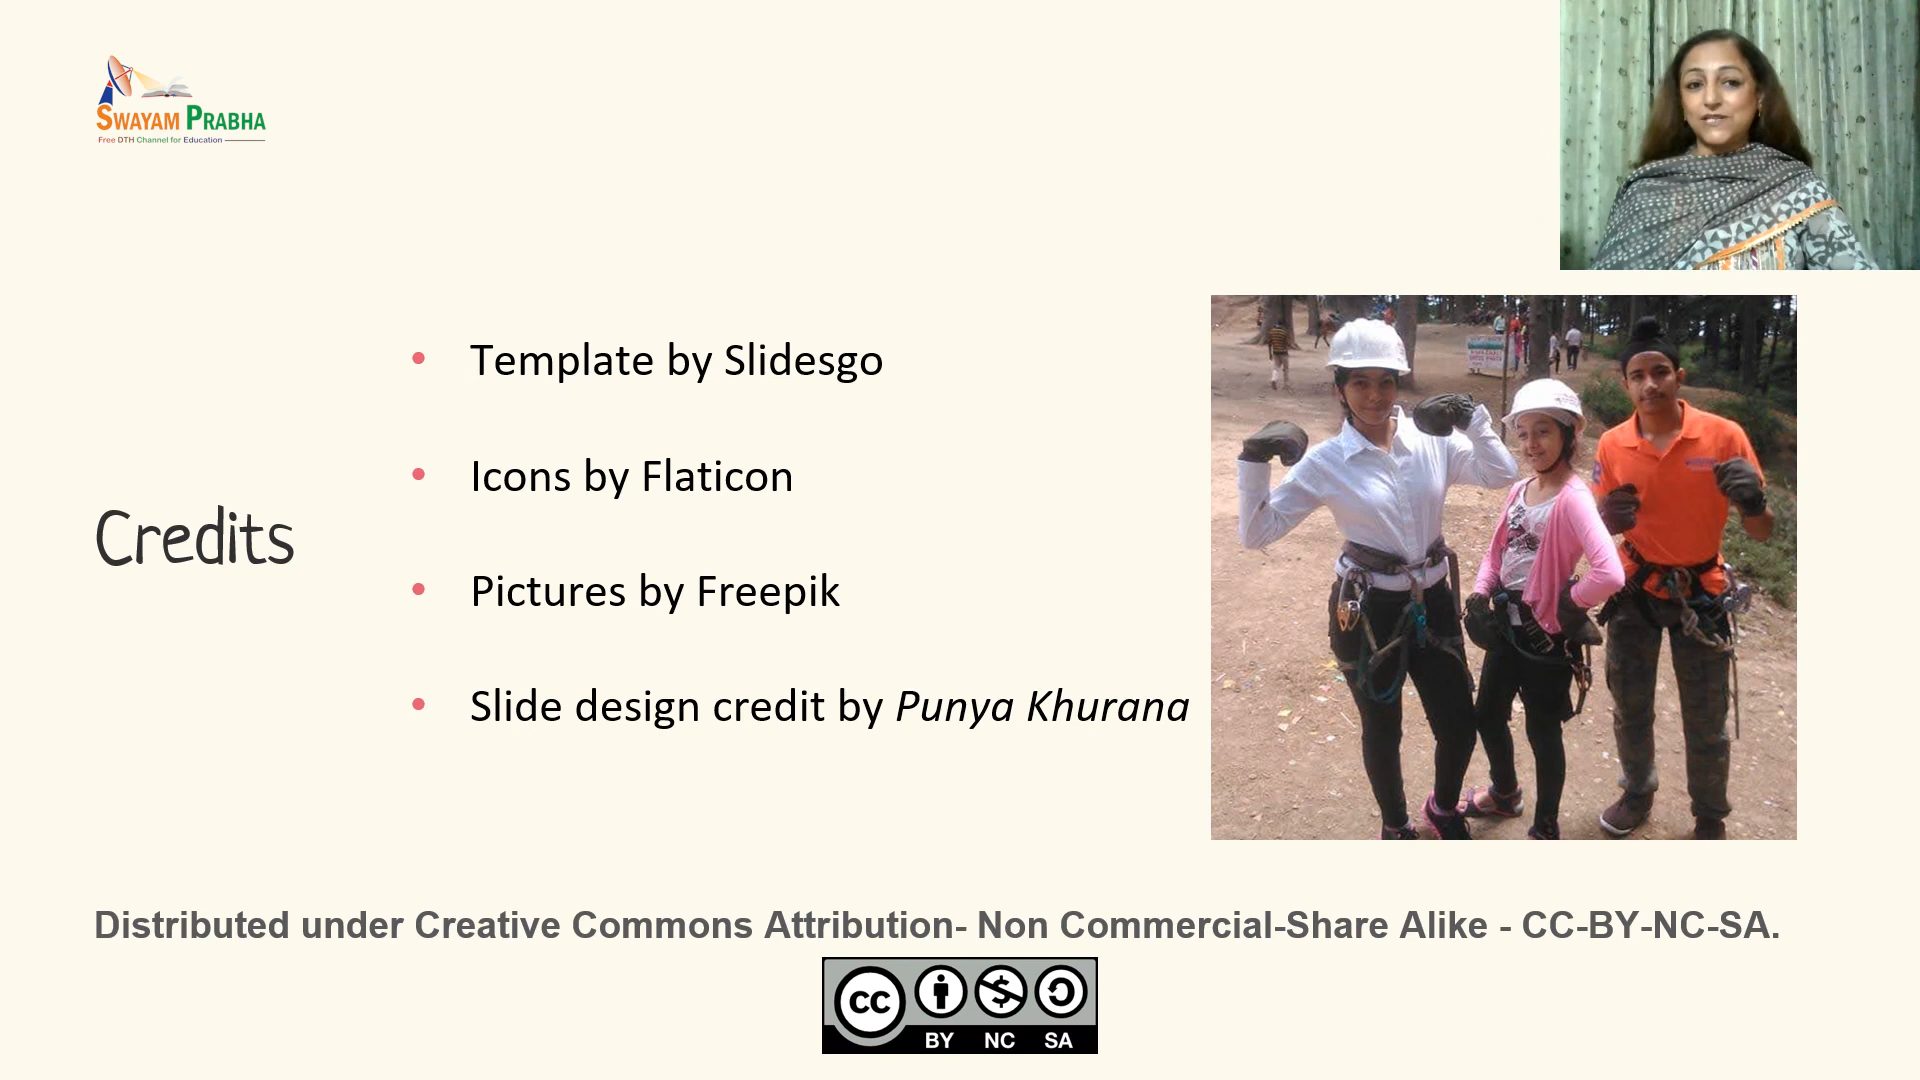 SWAYAM PRABHA
Free DTH Channel for Education
Credits
• Template by Slidesgo
• Icons by Flaticon
• Pictures by Freepik
• Slide design credit by Punya Khurana
Distributed under Creative Commons Attribution- Non Commercial-Share Alike - CC-BY-NC-SA.
cc
BY NC SA